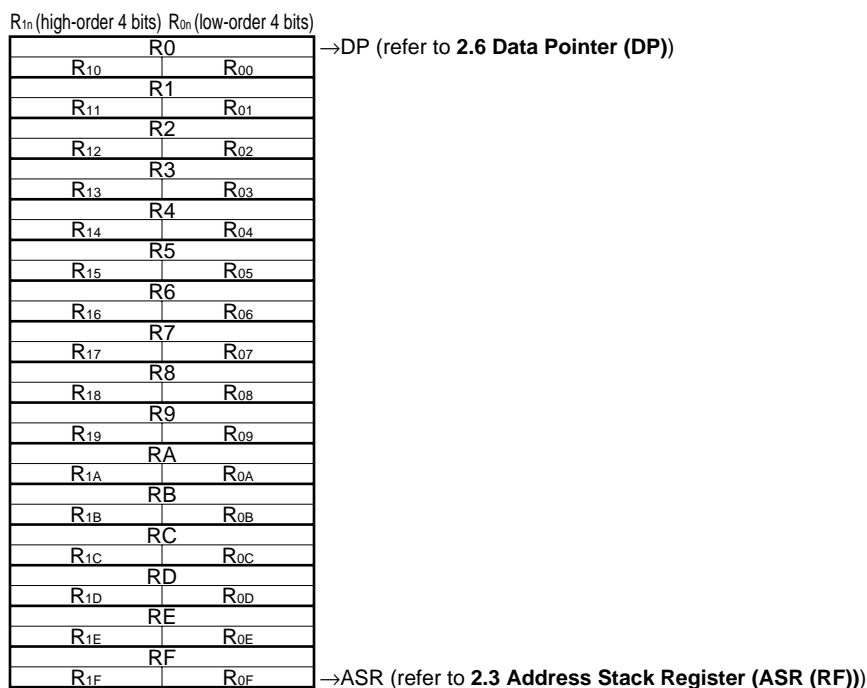 R1n (high-order 4 bits) R0n (low-order 4 bits)
R0 →DP (refer to 2.6 Data Pointer (DP))
R10 R00
R1
R11 R01
R2
R12 R02
R3
R13 R03
R4
R14 R04
R5
R15 R05
R6
R16 R06
R7
R17 R07
R8
R18 R08
R9
R19 R09
RA
R1A R0A
RB
R1B R0B
RC
R1C R0C
RD
R1D R0D
RE
R1E R0E
RF
R1F R0F →ASR (refer to 2.3 Address Stack Register (ASR (RF)))